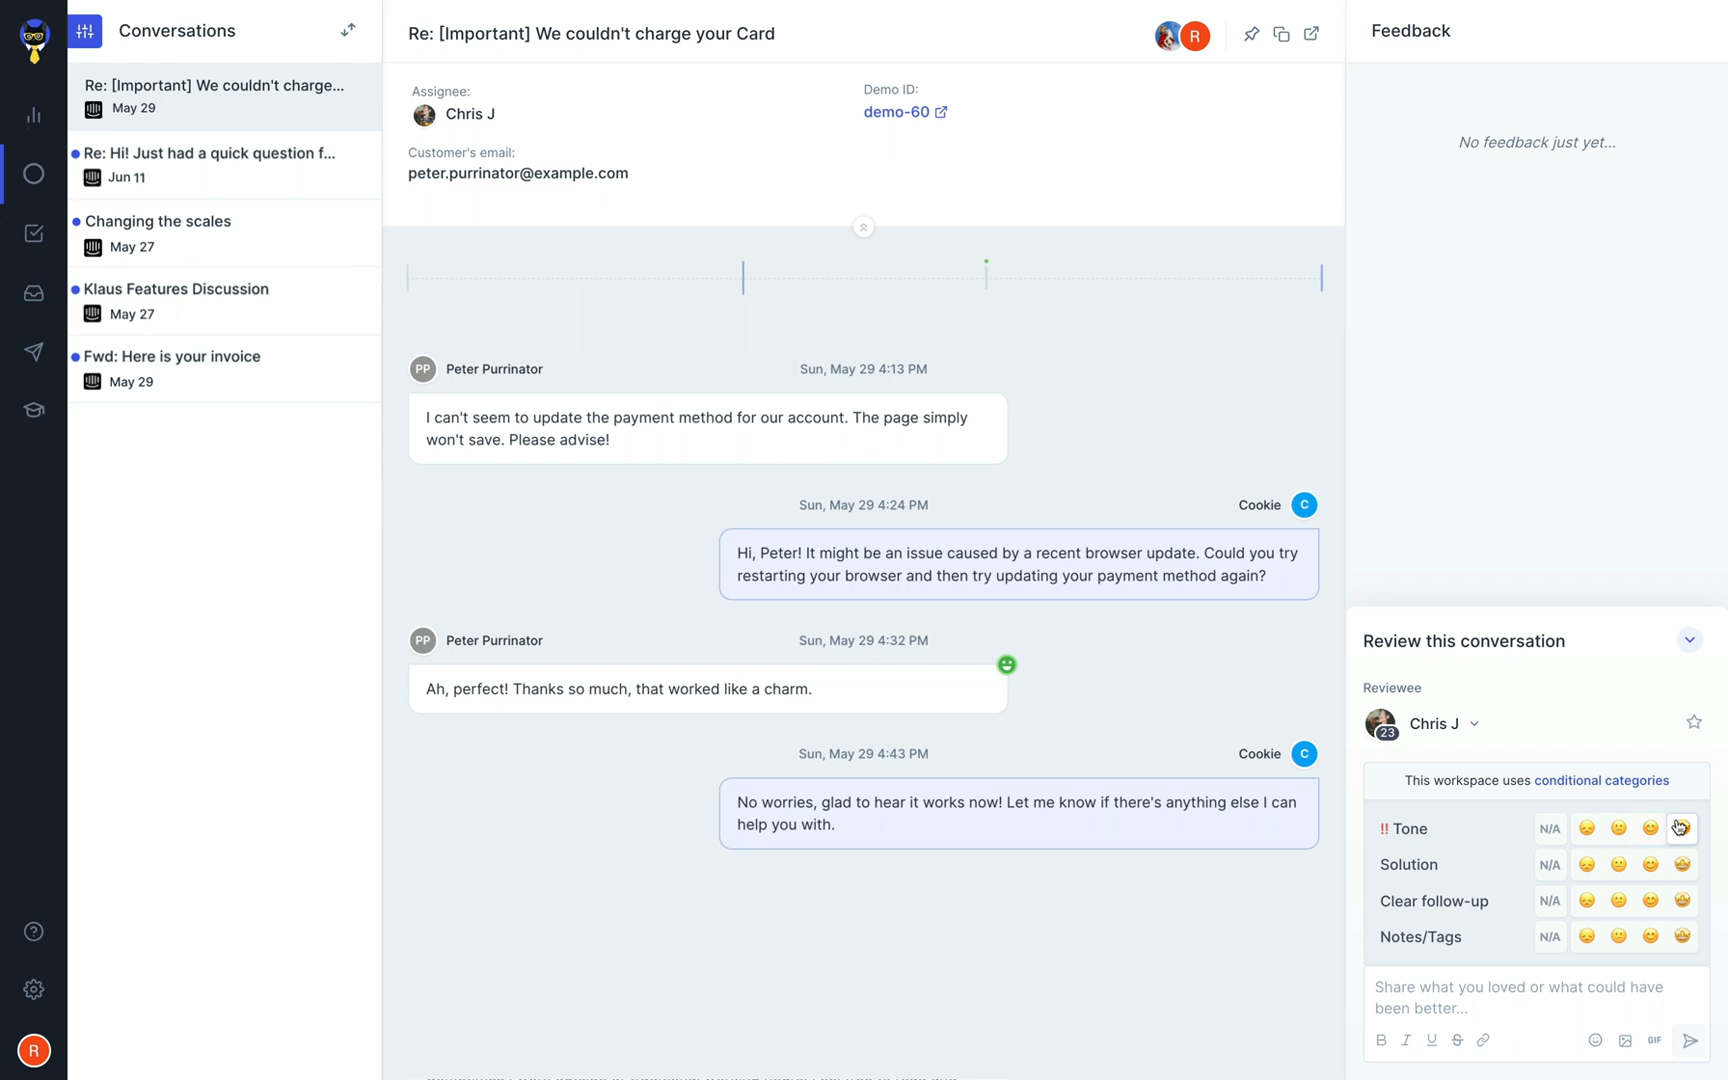 Conversations
Re: [Important] We couldn't charge...
May 29
Re: Hi! Just had a quick question f...
Jun 11
Changing the scales
May 27
Klaus Features Discussion
May 27
Fwd: Here is your invoice
May 29
R
Re: [Important] We couldn't charge your Card
R
Assignee:
Chris J
Demo ID:
demo-60
Customer's email:
peter.purrinator@example.com
PP Peter Purrinator Sun, May 29 4:13 PM
I can't seem to update the payment method for our account. The page simply
won't save. Please advise!
Sun, May 29 4:24 PM Cookie C
Hi, Peter! It might be an issue caused by a recent browser update. Could you try
restarting your browser and then try updating your payment method again?
PP Peter Purrinator Sun, May 29 4:32 PM
Ah, perfect! Thanks so much, that worked like a charm.
Sun, May 29 4:43 PM Cookie C
No worries, glad to hear it works now! Let me know if there's anything else I can
help you with.
Feedback
No feedback just yet...
Review this conversation
Reviewee
23 Chris J
This workspace uses conditional categories
!! Tone N/A
Solution N/A
Clear follow-up N/A
Notes/Tags N/A
Share what you loved or what could have
been better...
B I U S GIF